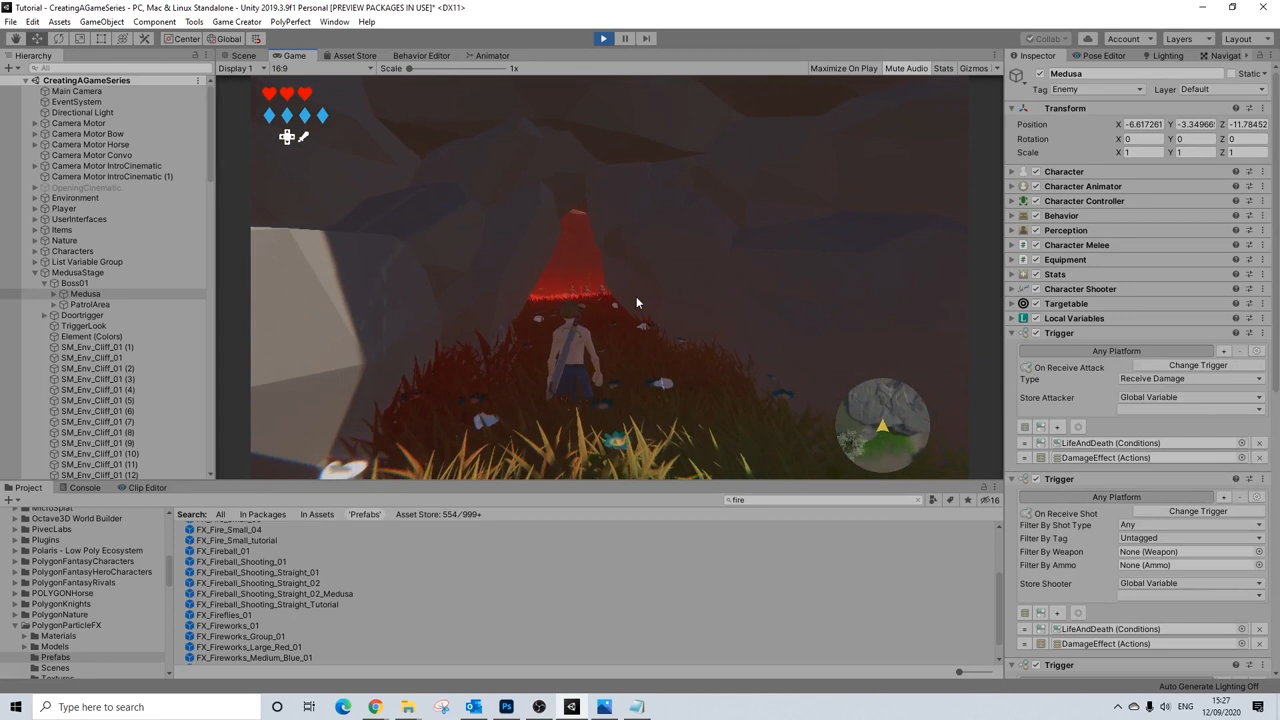 Tutorial - CreatingAGameSeries - PC, Mac & Linux Standalone - Unity 2019.3.9f1 Personal [PREVIEW PACKAGES IN USE]* <DX11>
File Edit Assets GameObject Component Tools Game Creator PolyPerfect Window Help
Center Global Collab Account Layers Layout
Hierarchy
All
CreatingAGameSeries
Main Camera
EventSystem
Directional Light
Camera Motor
Camera Motor Bow
Camera Motor Horse
Camera Motor Convo
Camera Motor IntroCinematic
Camera Motor IntroCinematic (1)
OpeningCinematic
Environment
Player
UserInterfaces
Items
Nature
Characters
List Variable Group
MedusaStage
Boss01
Medusa
PatrolArea
Doortrigger
TriggerLook
Element (Colors)
SM_Env_Cliff_01 (1)
SM_Env_Cliff_01
SM_Env_Cliff_01 (2)
SM_Env_Cliff_01 (3)
SM_Env_Cliff_01 (4)
SM_Env_Cliff_01 (5)
SM_Env_Cliff_01 (6)
SM_Env_Cliff_01 (7)
SM_Env_Cliff_01 (8)
SM_Env_Cliff_01 (9)
SM_Env_Cliff_01 (10)
SM_Env_Cliff_01 (11)
SM_Env_Cliff_01 (12)
Scene Game Asset Store Behavior Editor Animator
Display 1 16:9 Scale 1x Maximize On Play Mute Audio Stats Gizmos
Inspector Pose Editor Lighting Navigat
Medusa Static
Tag Enemy Layer Default
Transform
Position X -6.617261 Y -3.349665 Z -11.78452
Rotation X 0 Y 0 Z 0
Scale X 1 Y 1 Z 1
Character
Character Animator
Character Controller
Behavior
Perception
Character Melee
Equipment
Stats
Character Shooter
Targetable
Local Variables
Trigger
Any Platform
On Receive Attack Change Trigger
Type Receive Damage
Store Attacker Global Variable
LifeAndDeath (Conditions)
DamageEffect (Actions)
Trigger
Any Platform
On Receive Shot Change Trigger
Filter By Shot Type Any
Filter By Tag Untagged
Filter By Weapon None (Weapon)
Filter By Ammo None (Ammo)
Store Shooter Global Variable
LifeAndDeath (Conditions)
DamageEffect (Actions)
Trigger
Auto Generate Lighting Off
Project Console Clip Editor
fire
16
Search: All In Packages In Assets 'Prefabs' Asset Store: 554/999+
MicroSplat
Octave3D World Builder
PivecLabs
Plugins
Polaris - Low Poly Ecosystem
PolygonFantasyCharacters
PolygonFantasyHeroCharacters
PolygonFantasyRivals
POLYGONHorse
PolygonKnights
PolygonNature
PolygonParticleFX
Materials
Models
Prefabs
Scenes
Textures
FX_Fire_Small_04
FX_Fire_Small_tutorial
FX_Fireball_01
FX_Fireball_Shooting_01
FX_Fireball_Shooting_Straight_01
FX_Fireball_Shooting_Straight_02
FX_Fireball_Shooting_Straight_02_Medusa
FX_Fireball_Shooting_Straight_Tutorial
FX_Fireflies_01
FX_Fireworks_01
FX_Fireworks_Group_01
FX_Fireworks_Large_Red_01
FX_Fireworks_Medium_Blue_01
Type here to search
15:27
12/09/2020